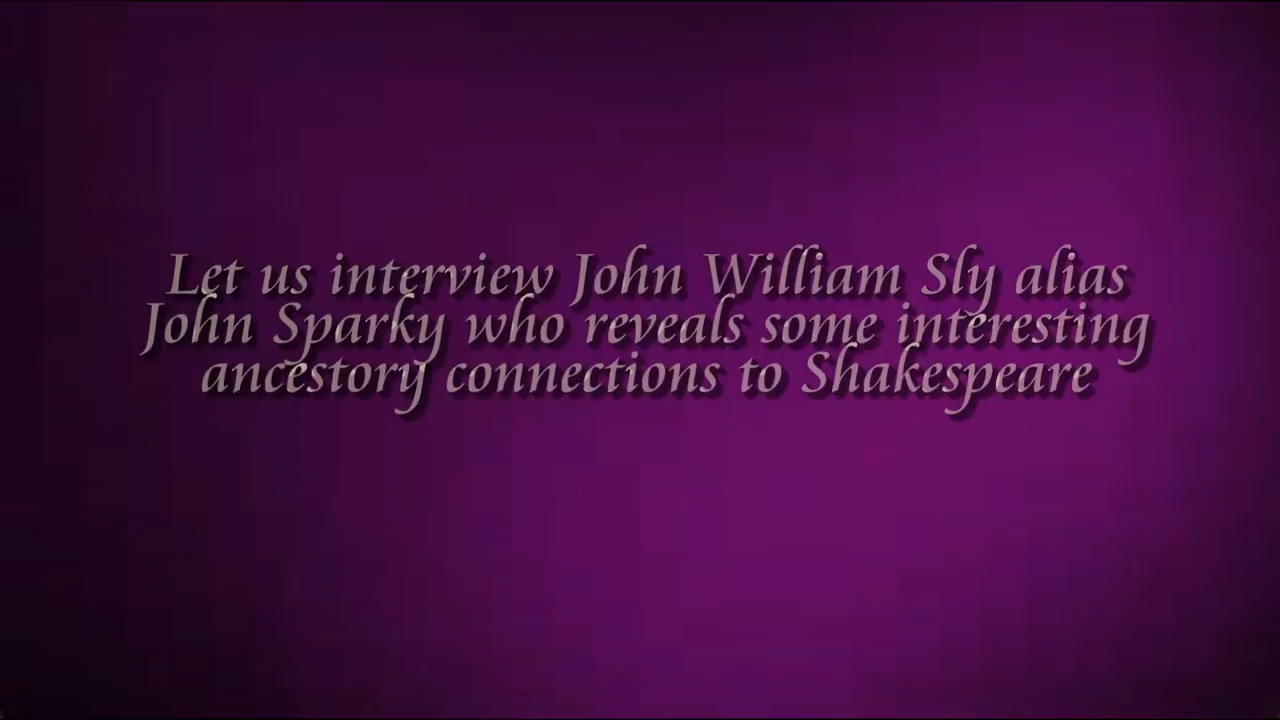 Let us interview John William Sly alias
John Sparky who reveals some interesting
ancestory connections to Shakespeare